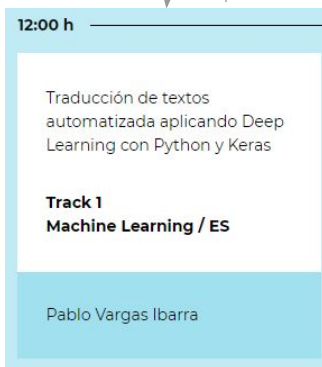 12:00 h
Traducción de textos
automatizada aplicando Deep
Learning con Python y Keras
Track 1
Machine Learning / ES
Pablo Vargas Ibarra